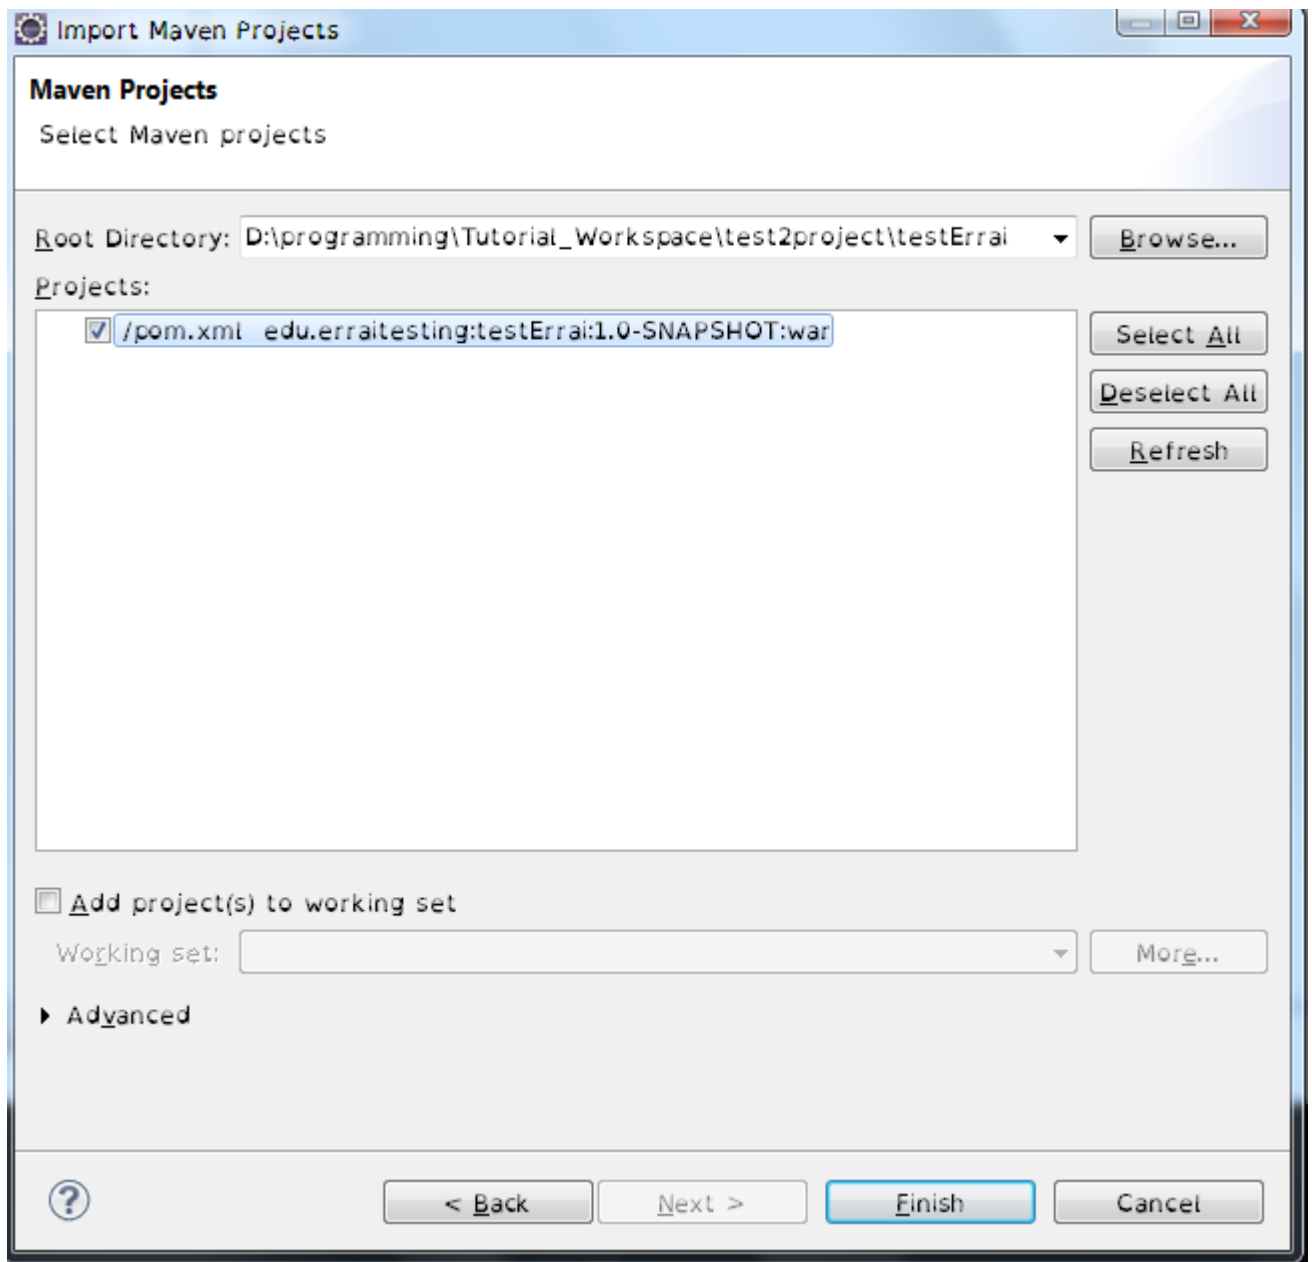 Import Maven Projects
Maven Projects
Select Maven projects
Root Directory: D:\programming\Tutorial_Workspace\test2project\testErrai Browse...
Projects:
/pom.xml edu.erraitesting:testErrai:1.0-SNAPSHOT:war
Select All
Deselect All
Refresh
Add project(s) to working set
Working set: More...
Advanced
? < Back Next > Finish Cancel